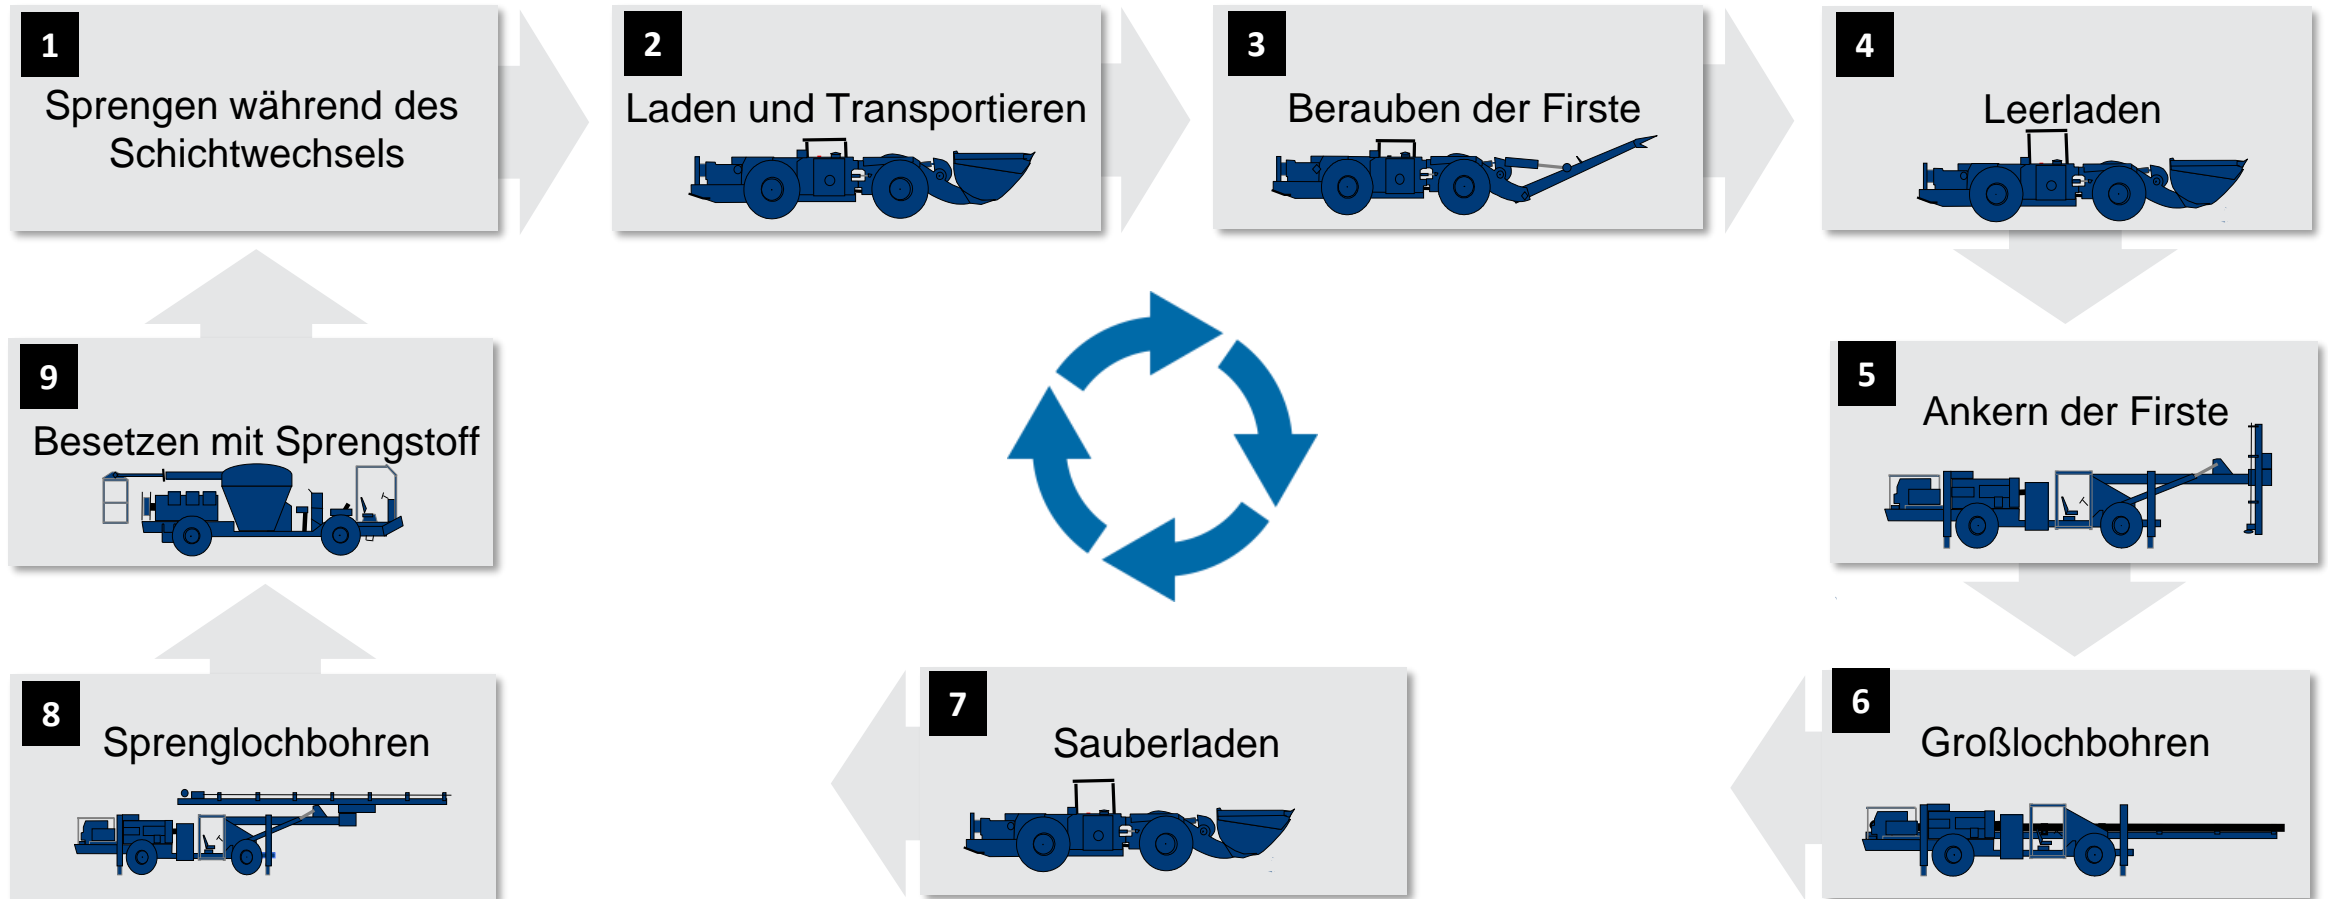 1
Sprengen während des
Schichtwechsels
2
Laden und Transportieren
3
Berauben der Firste
4
Leerladen
5
Ankern der Firste
6
Großlochbohren
7
Sauberladen
8
Sprenglochbohren
9
Besetzen mit Sprengstoff